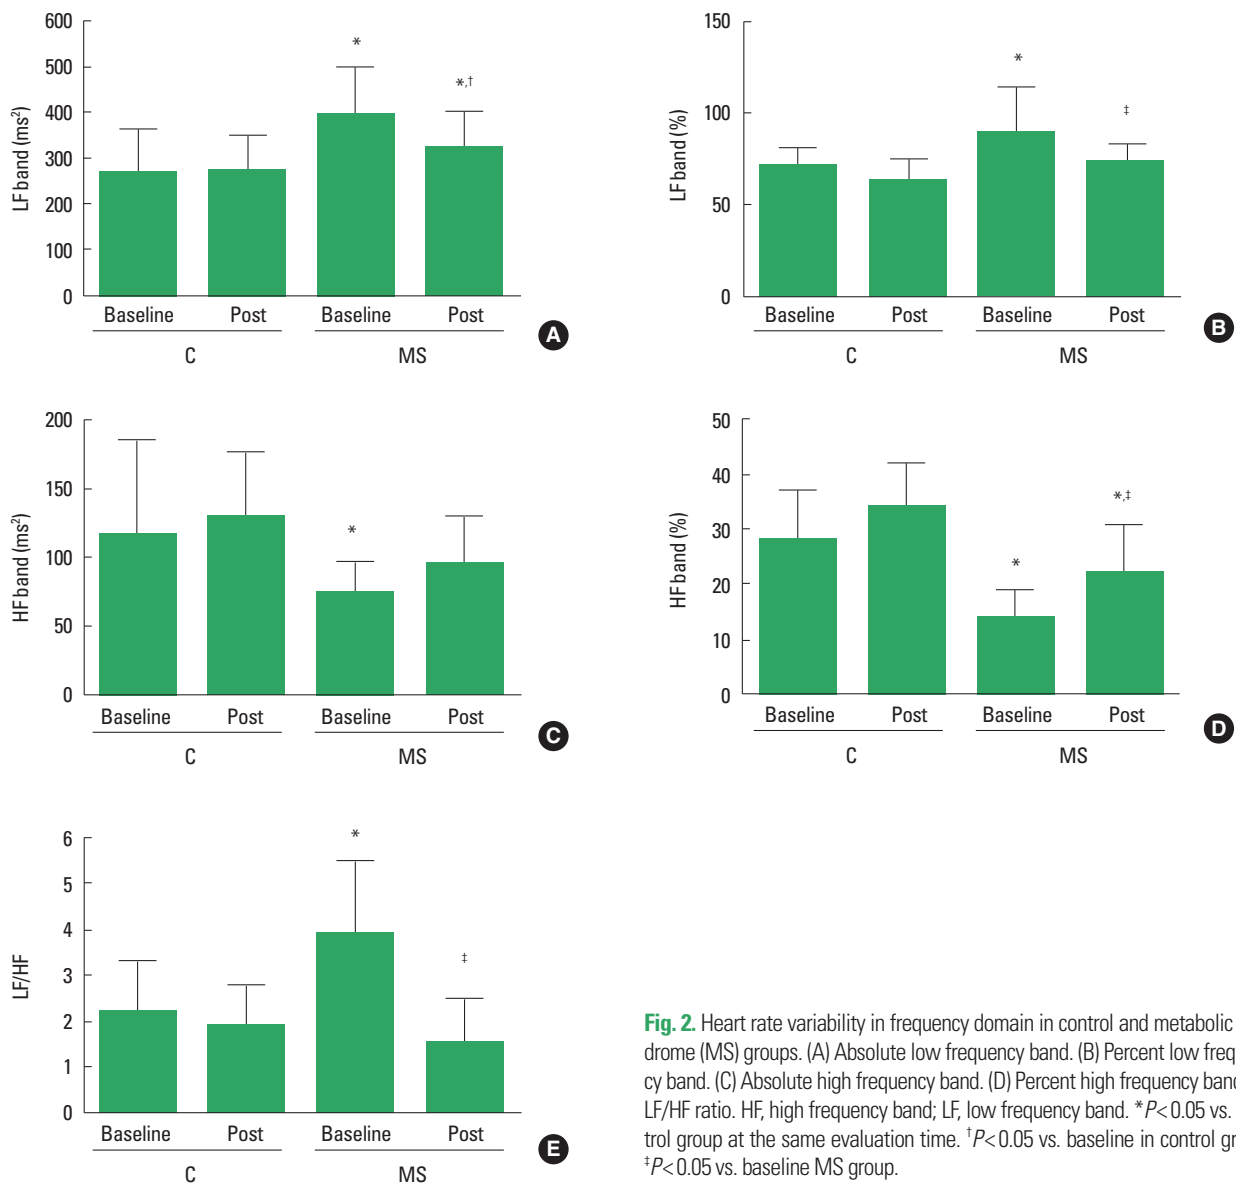 600
500
400
300
200
100
0
LF band (ms²)
*
*,†
Baseline Post Baseline Post
C MS
A
150
100
50
0
LF band (%)
*
‡
Baseline Post Baseline Post
C MS
B
200
150
100
50
0
HF band (ms²)
*
Baseline Post Baseline Post
C MS
C
50
40
30
20
10
0
HF band (%)
*
*,‡
Baseline Post Baseline Post
C MS
D
6
5
4
3
2
1
0
LF/HF
*
‡
Baseline Post Baseline Post
C MS
E
Fig. 2. Heart rate variability in frequency domain in control and metabolic
drome (MS) groups. (A) Absolute low frequency band. (B) Percent low freq
cy band. (C) Absolute high frequency band. (D) Percent high frequency band
LF/HF ratio. HF, high frequency band; LF, low frequency band. *P<0.05 vs.
trol group at the same evaluation time. †P<0.05 vs. baseline in control gr
‡P<0.05 vs. baseline MS group.